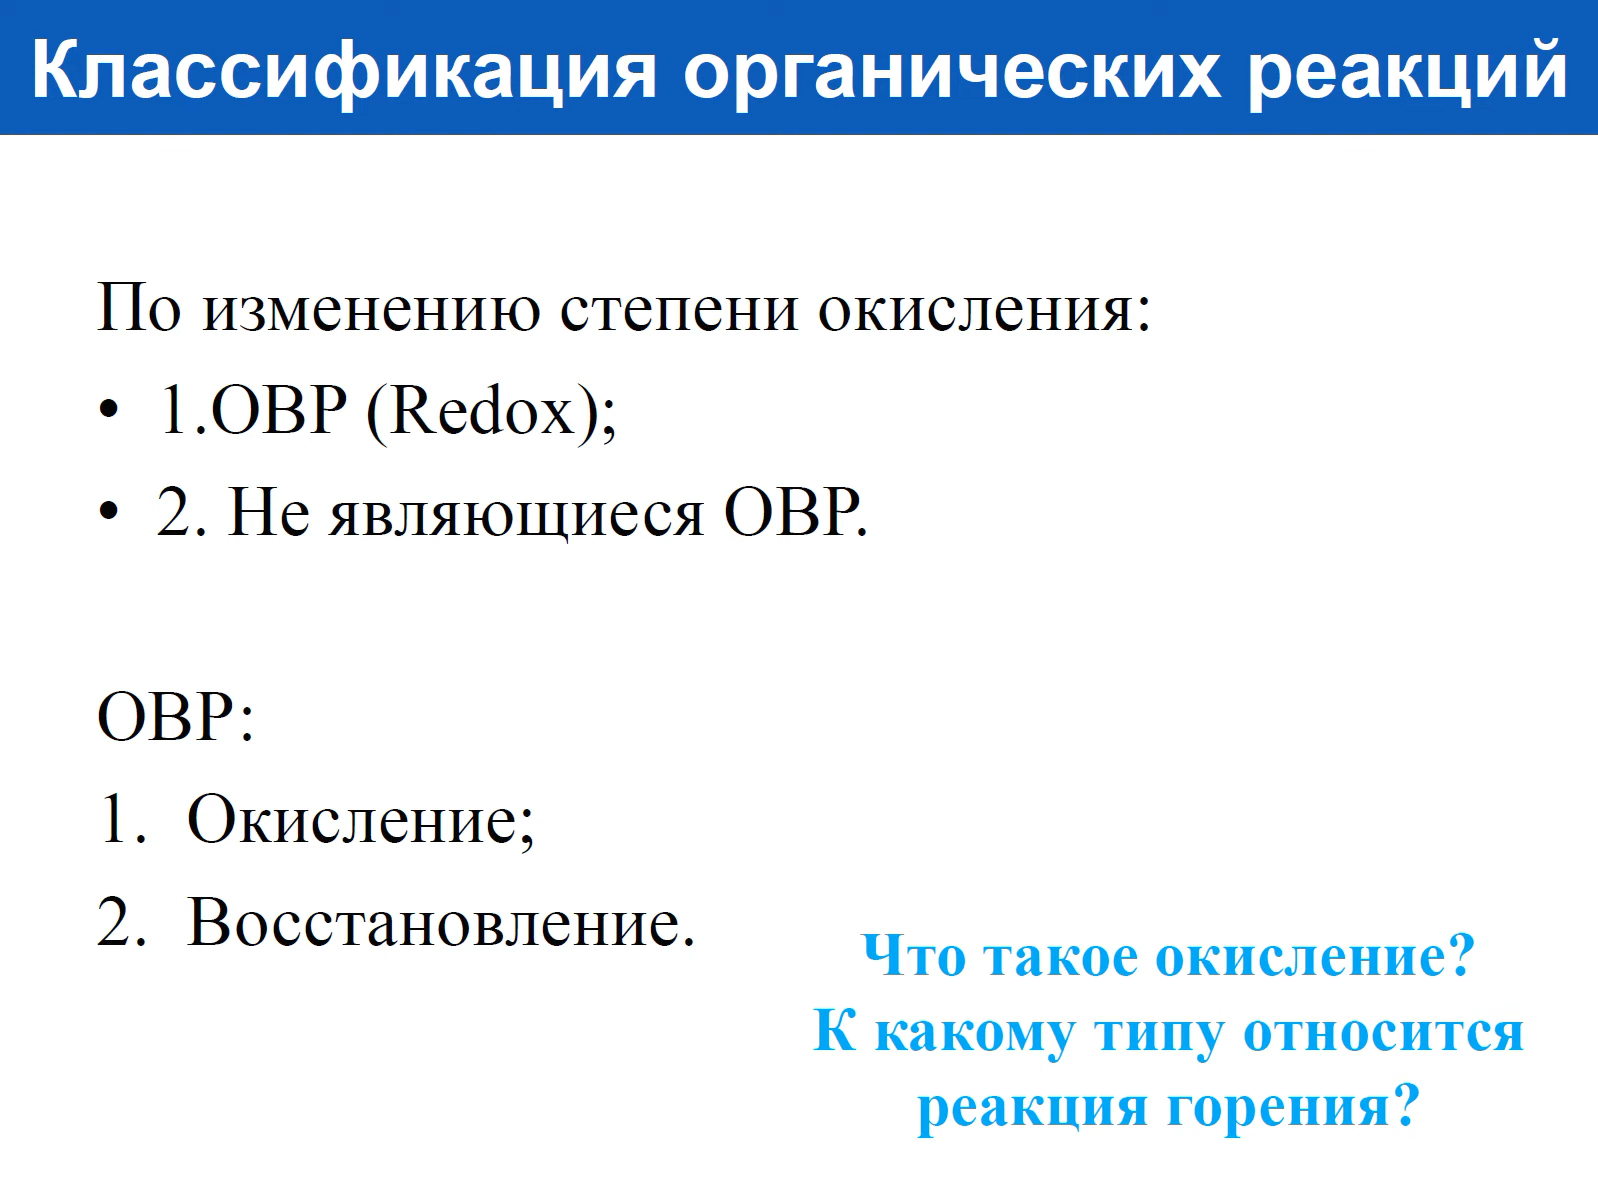 Классификация органических реакций
По изменению степени окисления:
• 1.ОВР (Redox);
• 2. Не являющиеся ОВР.
ОВР:
1. Окисление;
2. Восстановление.
Что такое окисление?
К какому типу относится
реакция горения?